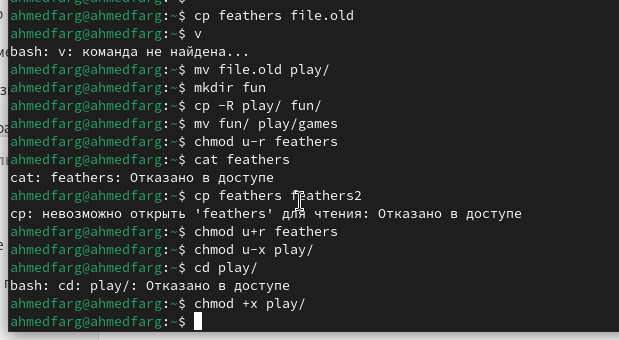 ahmedfarg@ahmedfarg:~$ cp feathers file.old
ahmedfarg@ahmedfarg:~$ v
bash: v: команда не найдена...
ahmedfarg@ahmedfarg:~$ mv file.old play/
ahmedfarg@ahmedfarg:~$ mkdir fun
ahmedfarg@ahmedfarg:~$ cp -R play/ fun/
ahmedfarg@ahmedfarg:~$ mv fun/ play/games
ahmedfarg@ahmedfarg:~$ chmod u-r feathers
ahmedfarg@ahmedfarg:~$ cat feathers
cat: feathers: Отказано в доступе
ahmedfarg@ahmedfarg:~$ cp feathers feathers2
cp: невозможно открыть 'feathers' для чтения: Отказано в доступе
ahmedfarg@ahmedfarg:~$ chmod u+r feathers
ahmedfarg@ahmedfarg:~$ chmod u-x play/
ahmedfarg@ahmedfarg:~$ cd play/
bash: cd: play/: Отказано в доступе
ahmedfarg@ahmedfarg:~$ chmod +x play/
ahmedfarg@ahmedfarg:~$